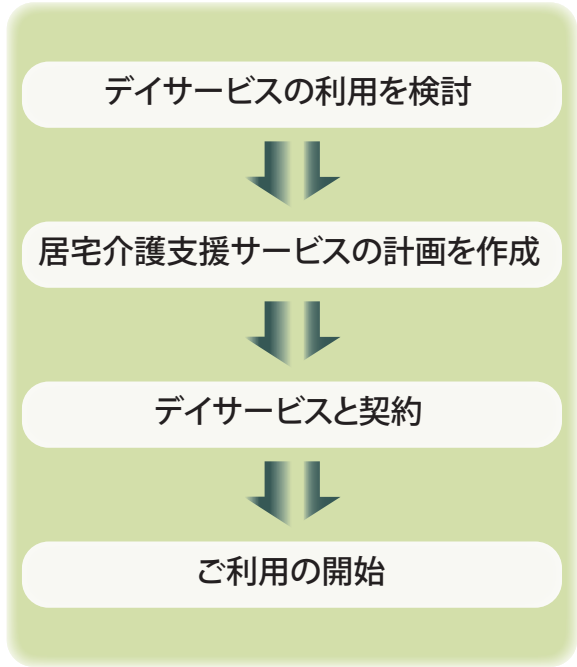 デイサービスの利用を検討
居宅介護支援サービスの計画を作成
デイサービスと契約
ご利用の開始